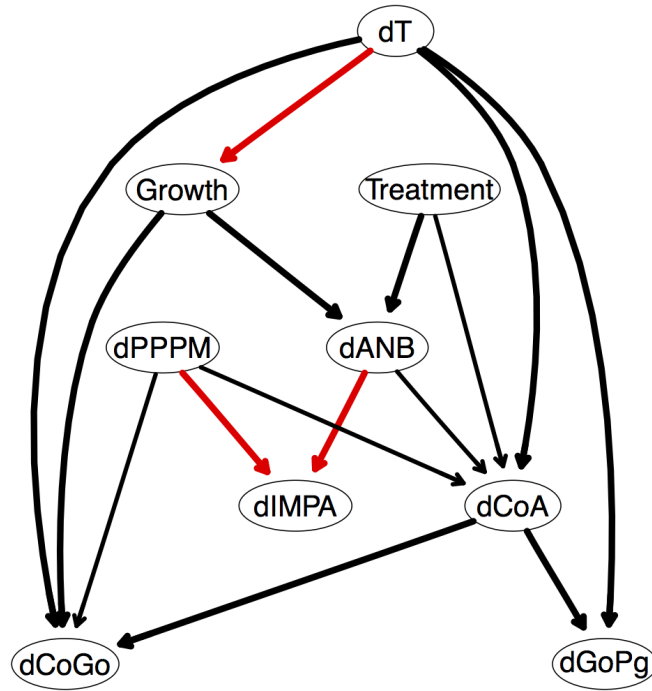 dT
Growth
Treatment
dPPPM
dANB
dIMPA
dCoA
dCoGo
dGoPg